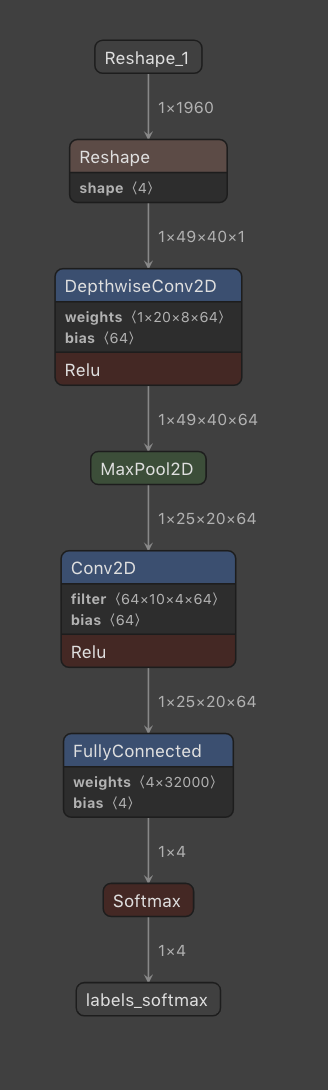 Reshape_1
1×1960
Reshape
shape ⟨4⟩
1×49×40×1
DepthwiseConv2D
weights ⟨1×20×8×64⟩
bias ⟨64⟩
Relu
1×49×40×64
MaxPool2D
1×25×20×64
Conv2D
filter ⟨64×10×4×64⟩
bias ⟨64⟩
Relu
1×25×20×64
FullyConnected
weights ⟨4×32000⟩
bias ⟨4⟩
1×4
Softmax
1×4
labels_softmax